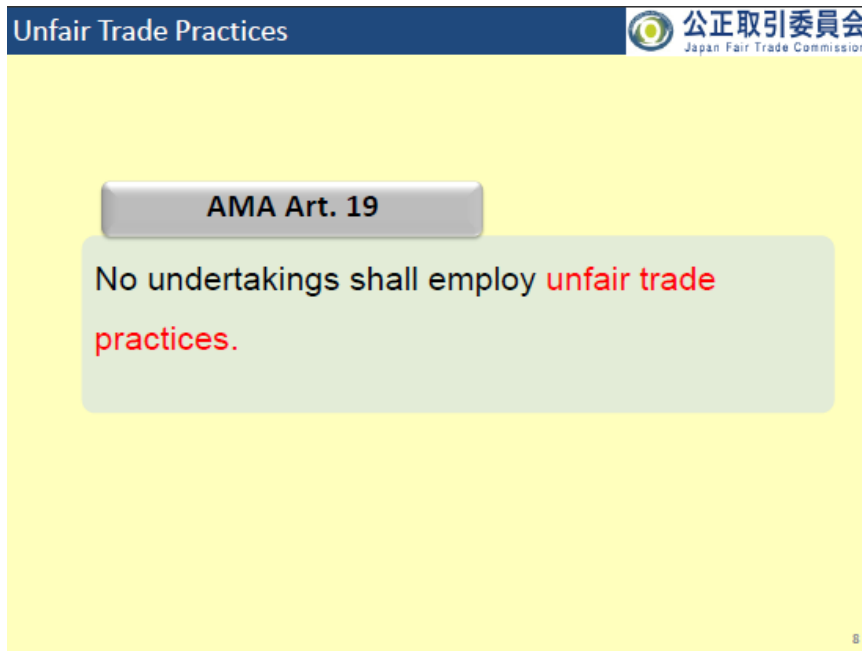 Unfair Trade Practices
公正取引委員会
Japan Fair Trade Commission
AMA Art. 19
No undertakings shall employ unfair trade
practices.
8